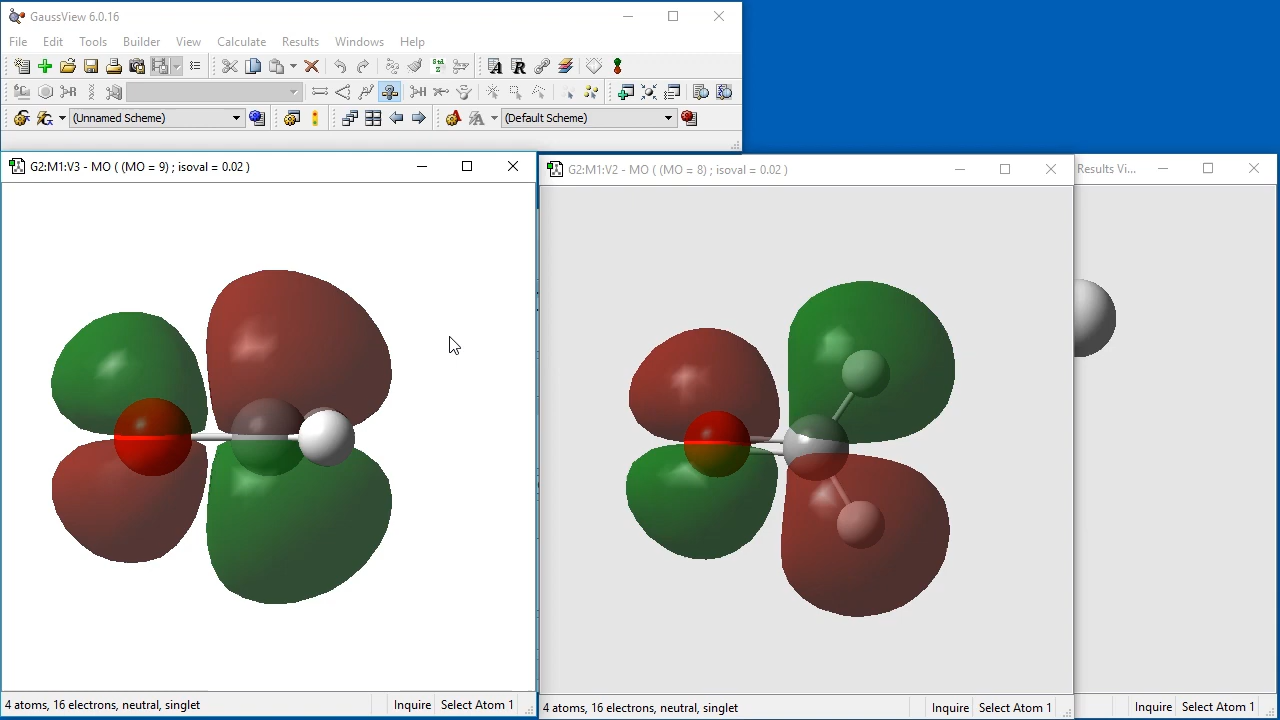 GaussView 6.0.16
File Edit Tools Builder View Calculate Results Windows Help
(Unnamed Scheme) (Default Scheme)
G2:M1:V3 - MO ( (MO = 9) ; isoval = 0.02 )
G2:M1:V2 - MO ( (MO = 8) ; isoval = 0.02 )
Results Vi...
4 atoms, 16 electrons, neutral, singlet Inquire Select Atom 1
4 atoms, 16 electrons, neutral, singlet Inquire Select Atom 1
Inquire Select Atom 1